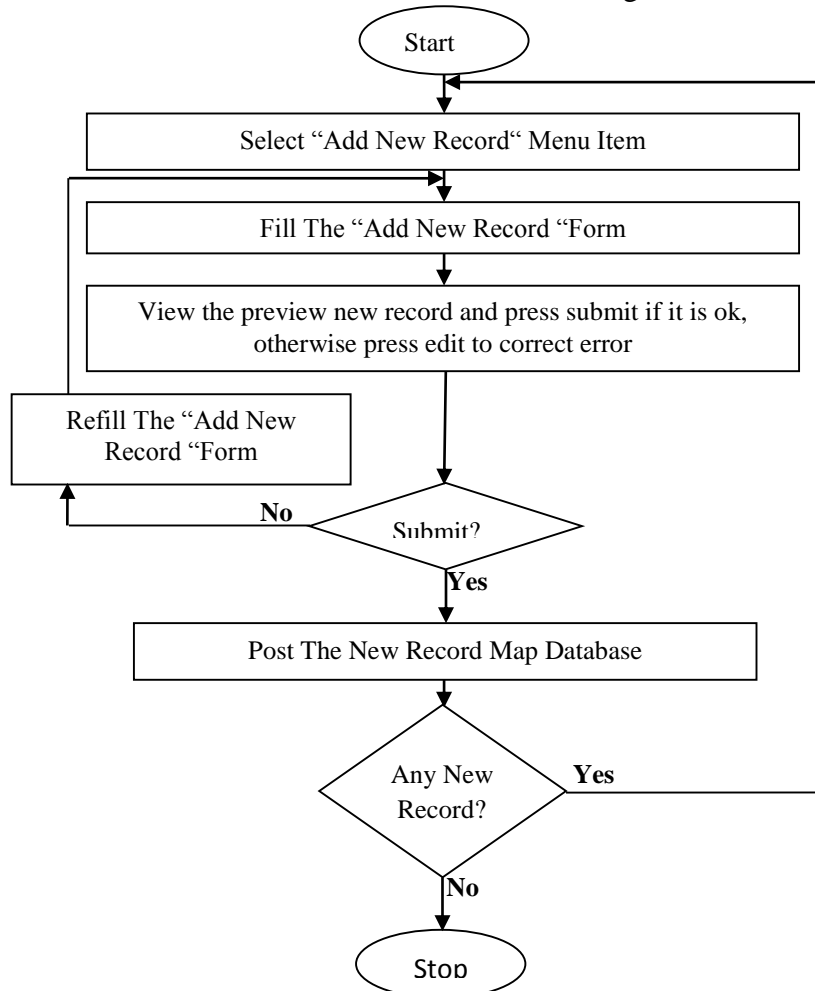 Start
Select “Add New Record“ Menu Item
Fill The “Add New Record “Form
View the preview new record and press submit if it is ok,
otherwise press edit to correct error
Refill The “Add New
Record “Form
No
Submit?
Yes
Post The New Record Map Database
Any New
Record?
Yes
No
Stop